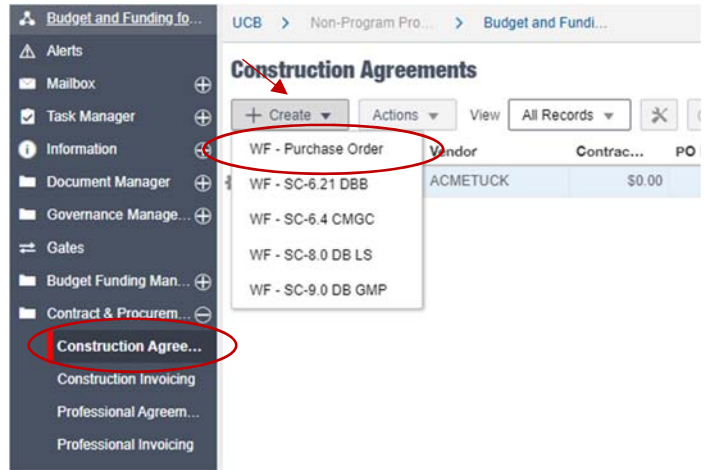 Budget and Funding fo...
Alerts
Mailbox
Task Manager
Information
Document Manager
Governance Manage...
Gates
Budget Funding Man...
Contract & Procurem...
Construction Agree...
Construction Invoicing
Professional Agreem...
Professional Invoicing
UCB > Non-Program Pro... > Budget and Fundi...
Construction Agreements
+ Create Actions View All Records
Vendor Contrac... PO
ACMETUCK $0.00
WF - Purchase Order
WF - SC-6.21 DBB
WF - SC-6.4 CMGC
WF - SC-8.0 DB LS
WF - SC-9.0 DB GMP